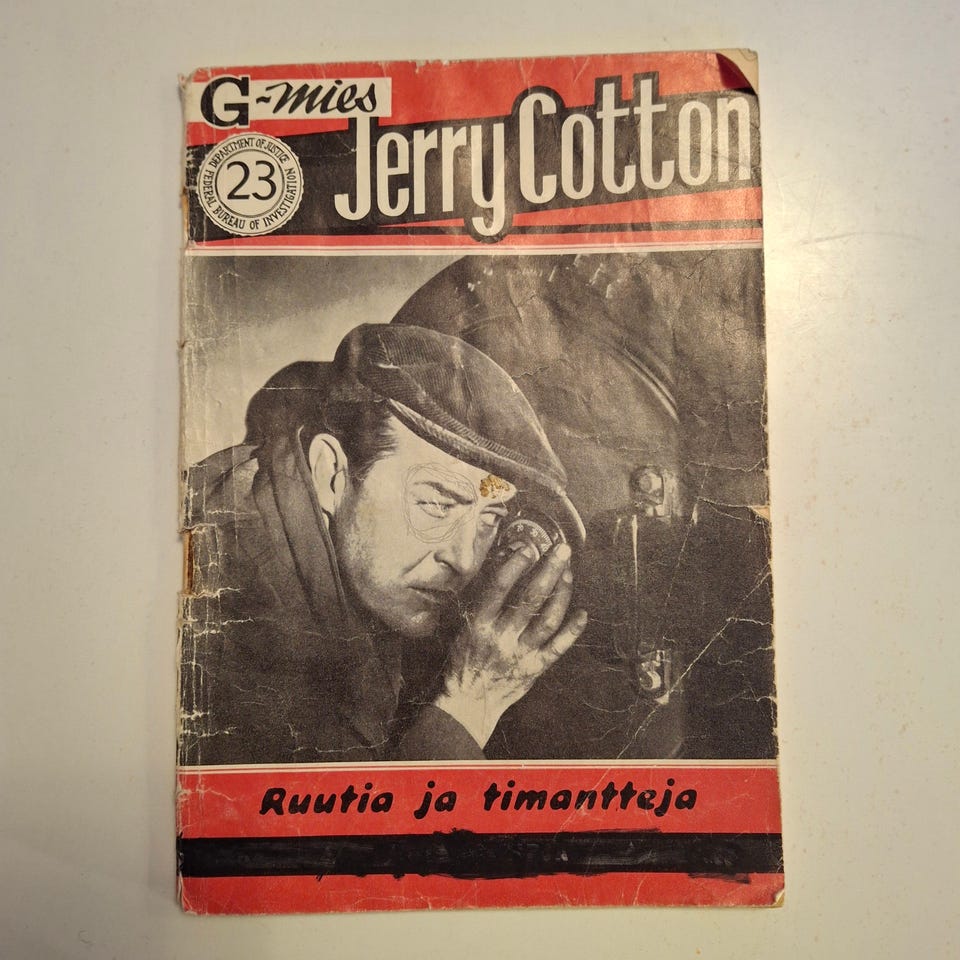 G-mies
Jerry Cotton
DEPARTMENT OF JUSTICE
23
FEDERAL BUREAU OF INVESTIGATION
Ruutia ja timantteja